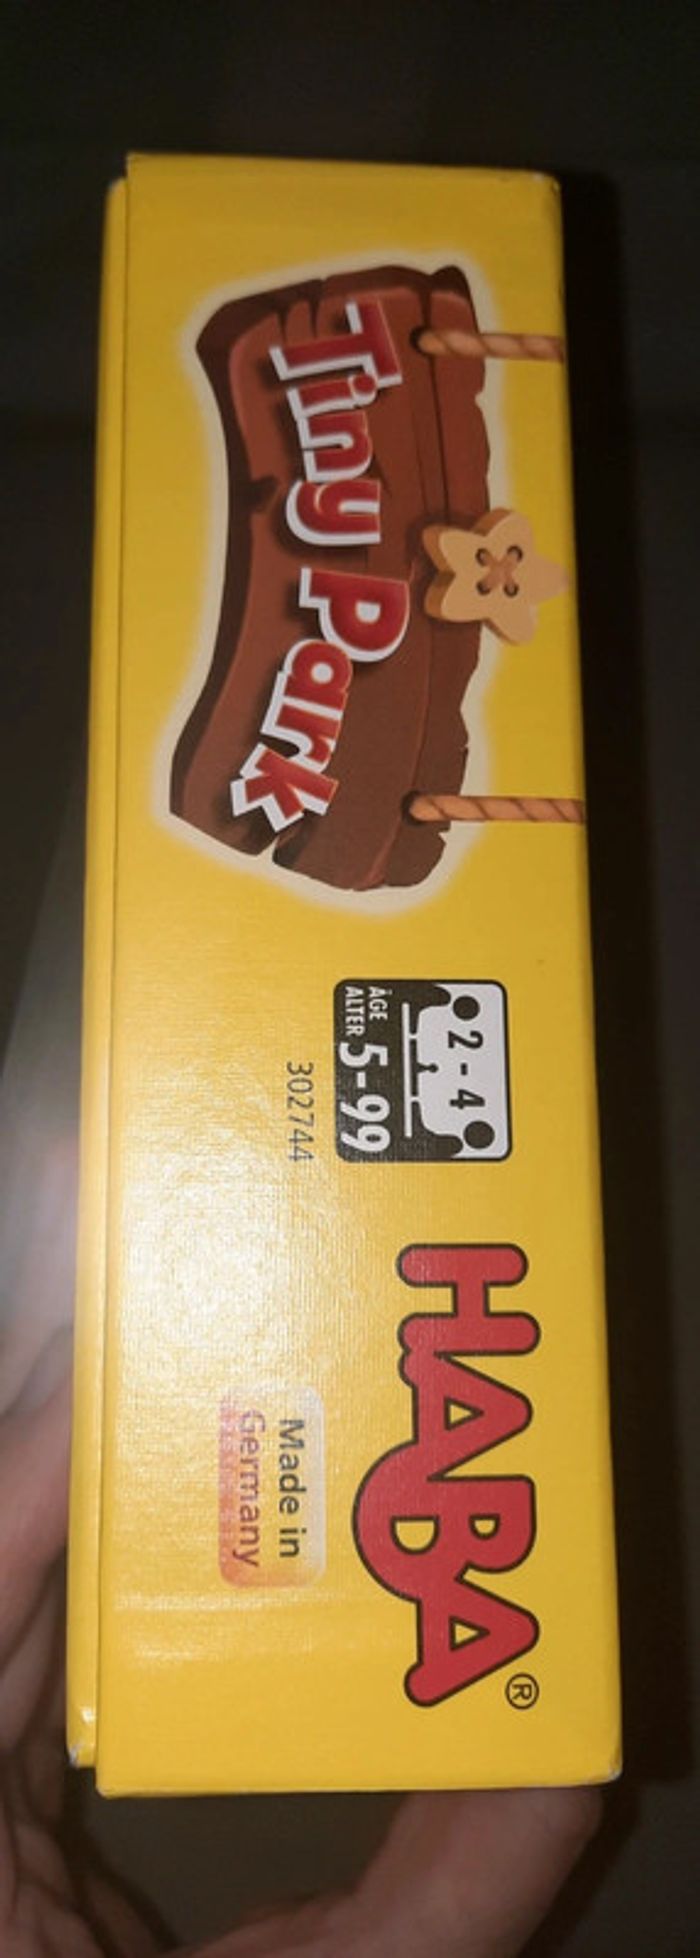 Tiny Park
2 - 4
ÂGE
ALTER 5-99
302744
HABA®
Made in
Germany